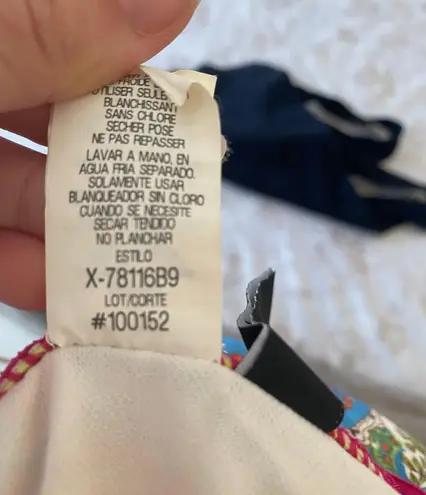 FROIDE
UTILISER SEULE
BLANCHISSANT
SANS CHLORE
SECHER POSE
NE PAS REPASSER
LAVAR A MANO, EN
AGUA FRIA SEPARADO.
SOLAMENTE USAR
BLANQUEADOR SIN CLORO
CUANDO SE NECESITE
SECAR TENDIDO
NO PLANCHAR
ESTILO
X-78116B9
LOT/CORTE
#100152